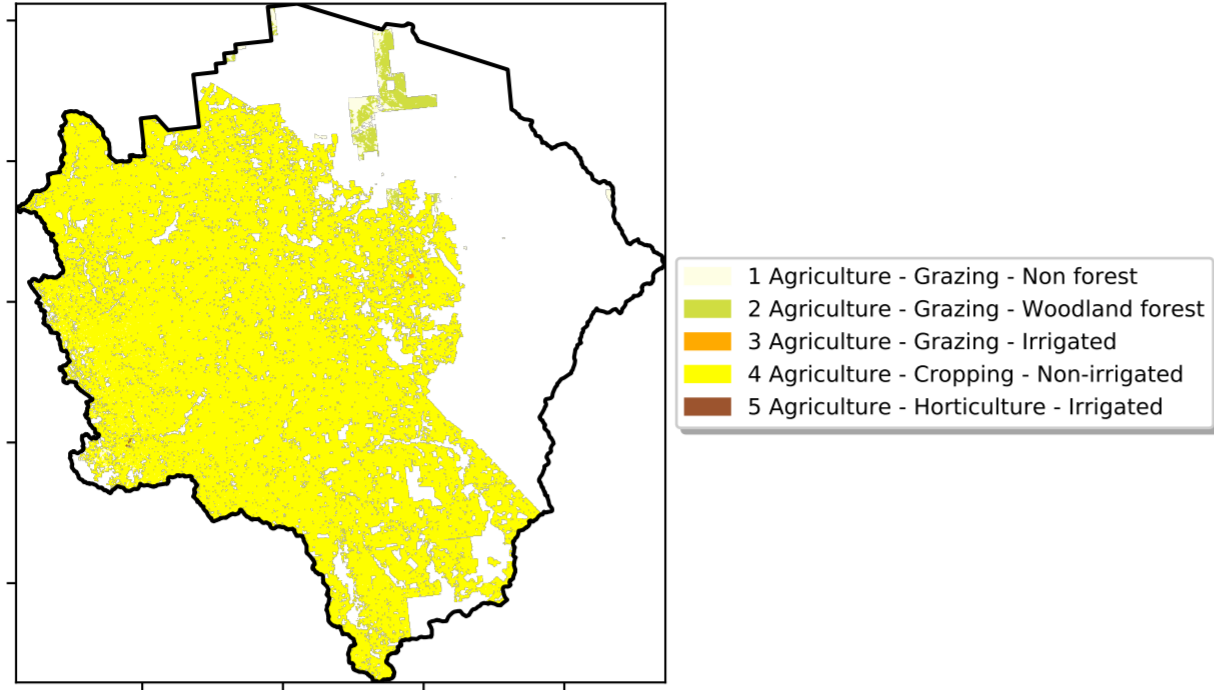 1 Agriculture - Grazing - Non forest
2 Agriculture - Grazing - Woodland forest
3 Agriculture - Grazing - Irrigated
4 Agriculture - Cropping - Non-irrigated
5 Agriculture - Horticulture - Irrigated